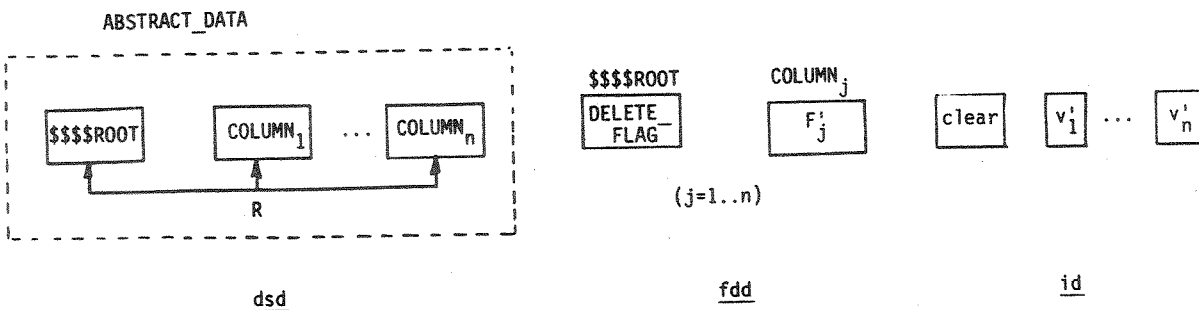 ABSTRACT_DATA
$$$$ROOT COLUMN₁ ... COLUMNₙ
R
dsd
$$$$ROOT COLUMNⱼ
DELETE_
FLAG
F'ⱼ
(j=1..n)
fdd
clear v'₁ ... v'ₙ
id